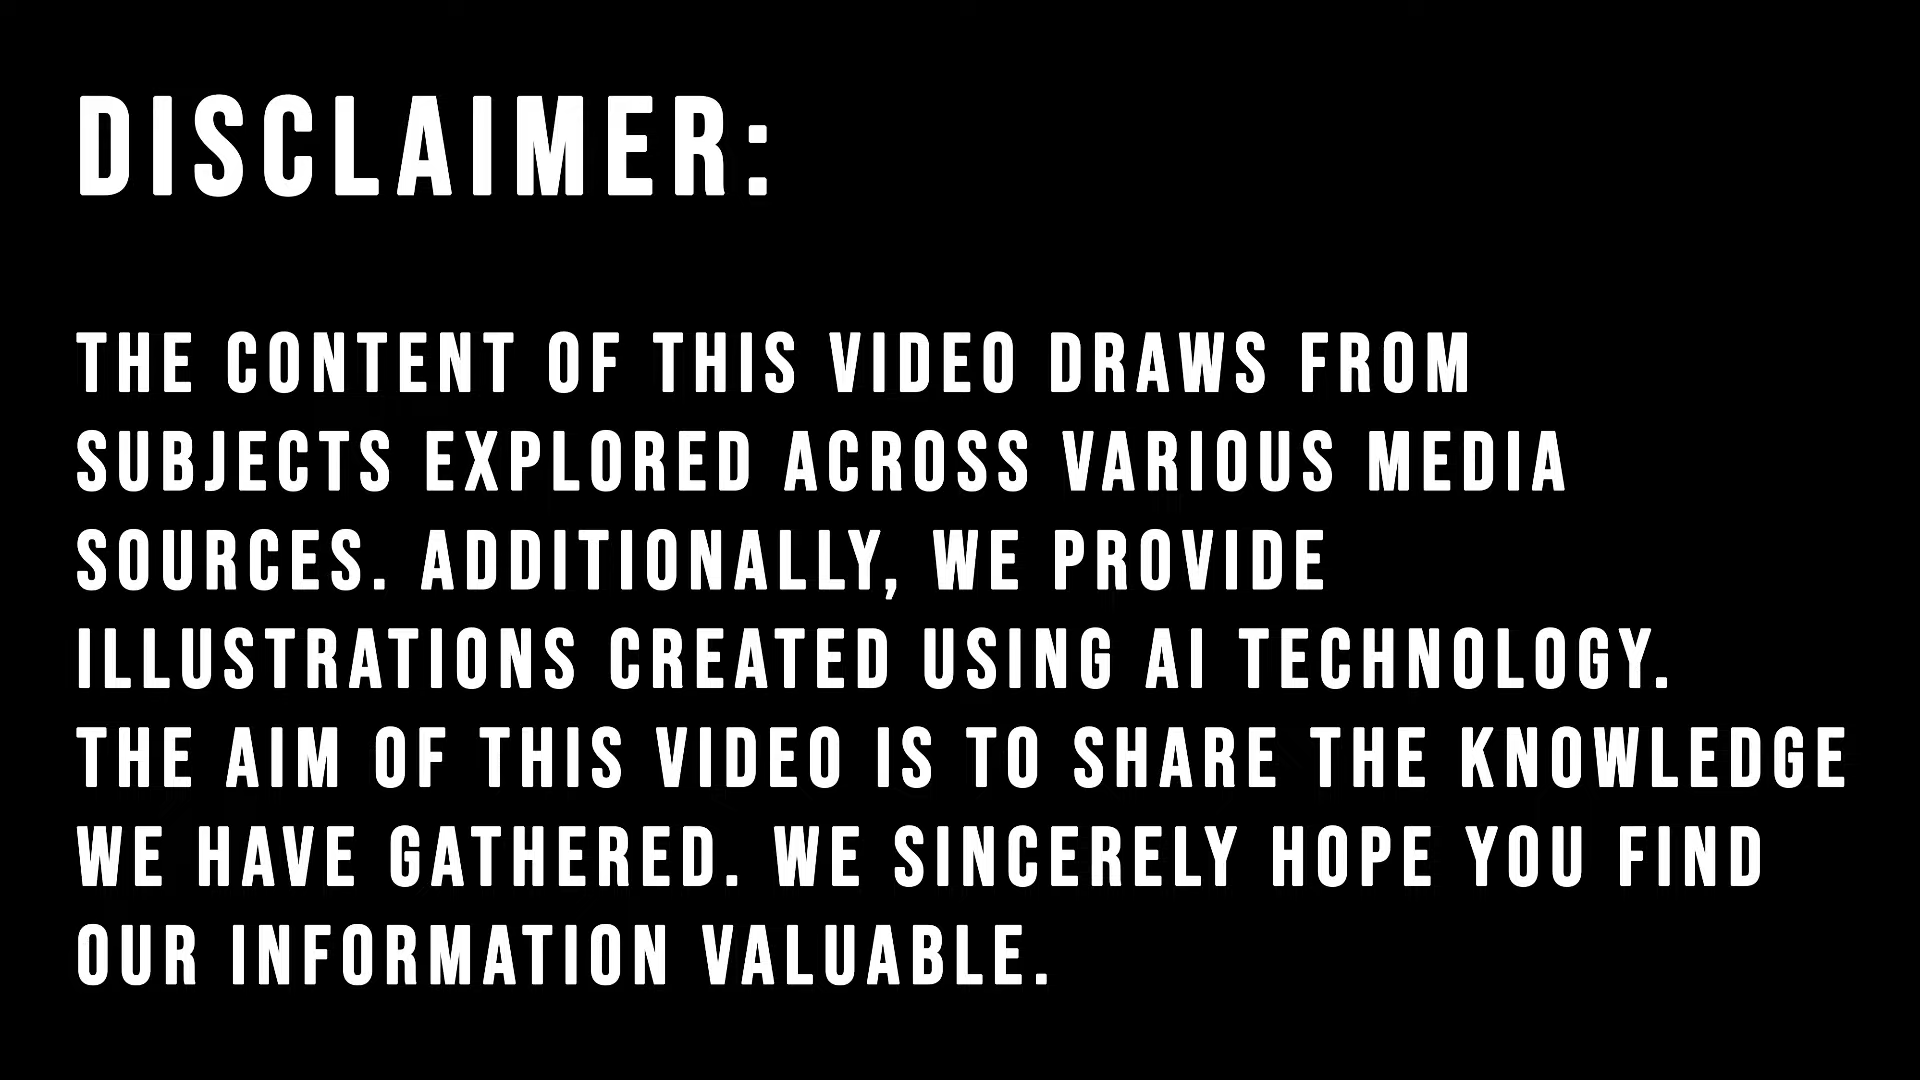 DISCLAIMER:
THE CONTENT OF THIS VIDEO DRAWS FROM
SUBJECTS EXPLORED ACROSS VARIOUS MEDIA
SOURCES. ADDITIONALLY, WE PROVIDE
ILLUSTRATIONS CREATED USING AI TECHNOLOGY.
THE AIM OF THIS VIDEO IS TO SHARE THE KNOWLEDGE
WE HAVE GATHERED. WE SINCERELY HOPE YOU FIND
OUR INFORMATION VALUABLE.